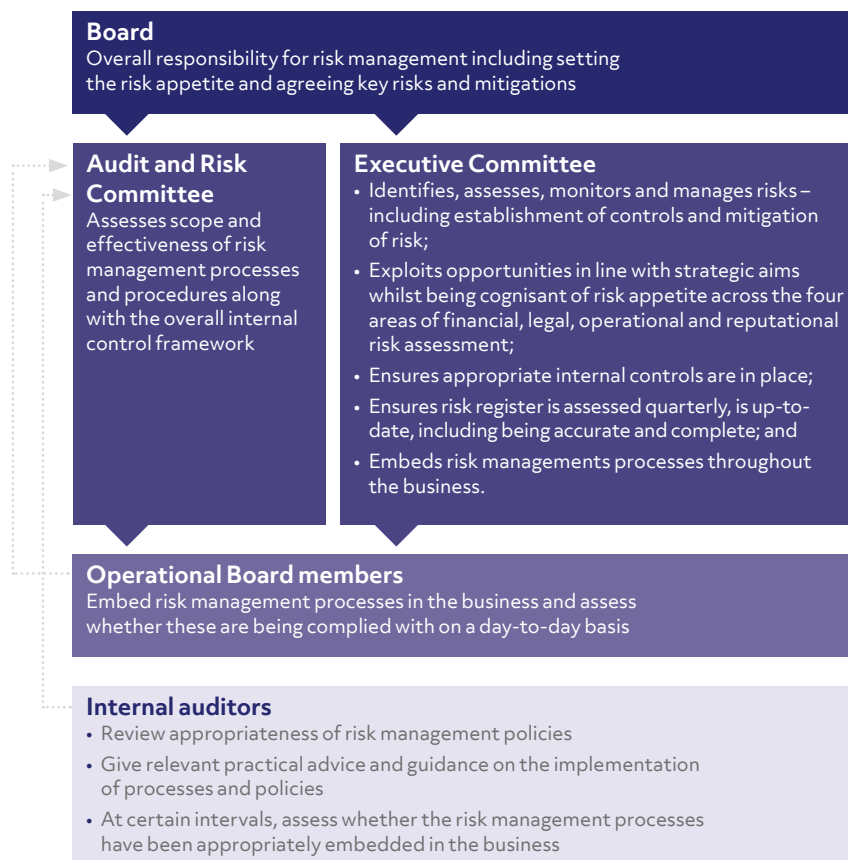 Board
Overall responsibility for risk management including setting
the risk appetite and agreeing key risks and mitigations
Audit and Risk
Committee
Assesses scope and
effectiveness of risk
management processes
and procedures along
with the overall internal
control framework
Executive Committee
• Identifies, assesses, monitors and manages risks –
including establishment of controls and mitigation
of risk;
• Exploits opportunities in line with strategic aims
whilst being cognisant of risk appetite across the four
areas of financial, legal, operational and reputational
risk assessment;
• Ensures appropriate internal controls are in place;
• Ensures risk register is assessed quarterly, is up-to-
date, including being accurate and complete; and
• Embeds risk managements processes throughout
the business.
Operational Board members
Embed risk management processes in the business and assess
whether these are being complied with on a day-to-day basis
Internal auditors
• Review appropriateness of risk management policies
• Give relevant practical advice and guidance on the implementation
of processes and policies
• At certain intervals, assess whether the risk management processes
have been appropriately embedded in the business